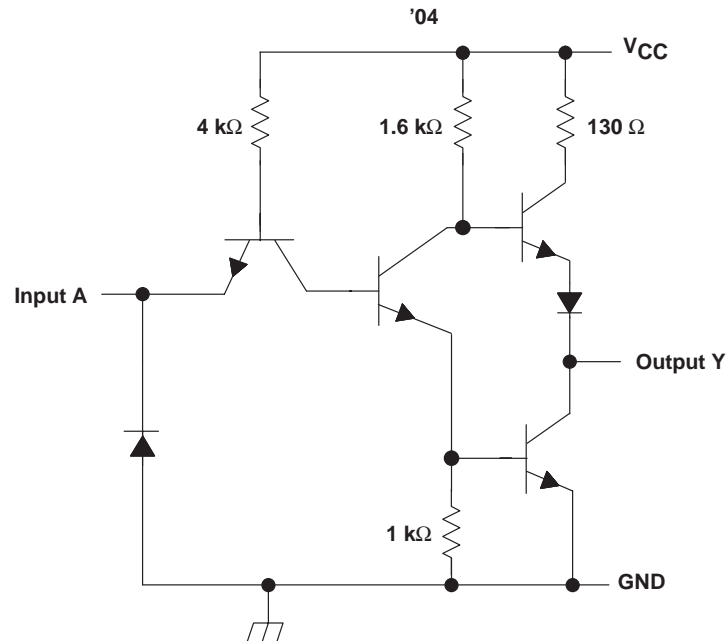 '04
VCC
4 kΩ
1.6 kΩ
130 Ω
Input A
Output Y
1 kΩ
GND